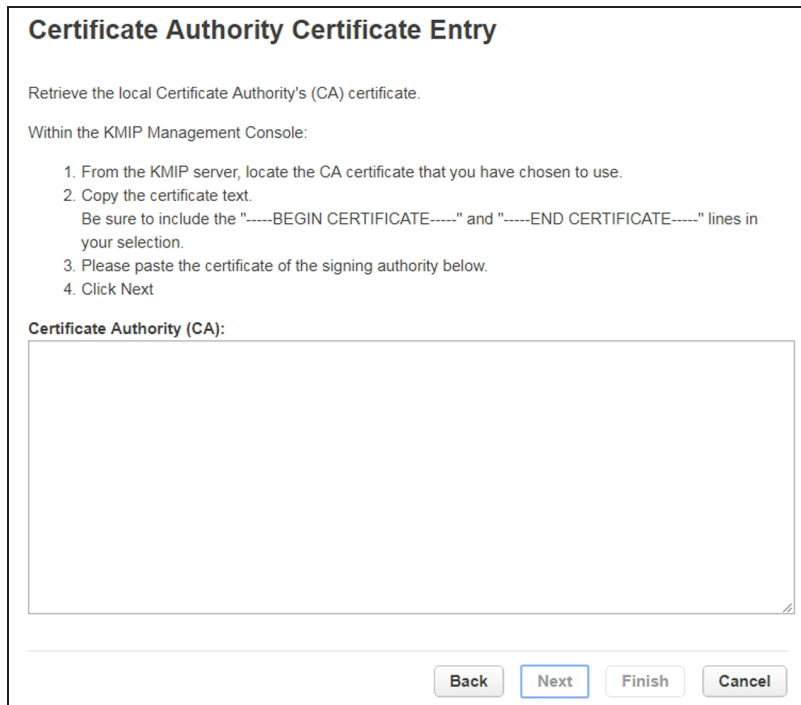 Certificate Authority Certificate Entry
Retrieve the local Certificate Authority's (CA) certificate.
Within the KMIP Management Console:
1. From the KMIP server, locate the CA certificate that you have chosen to use.
2. Copy the certificate text.
Be sure to include the "-----BEGIN CERTIFICATE-----" and "-----END CERTIFICATE-----" lines in
your selection.
3. Please paste the certificate of the signing authority below.
4. Click Next
Certificate Authority (CA):
Back Next Finish Cancel